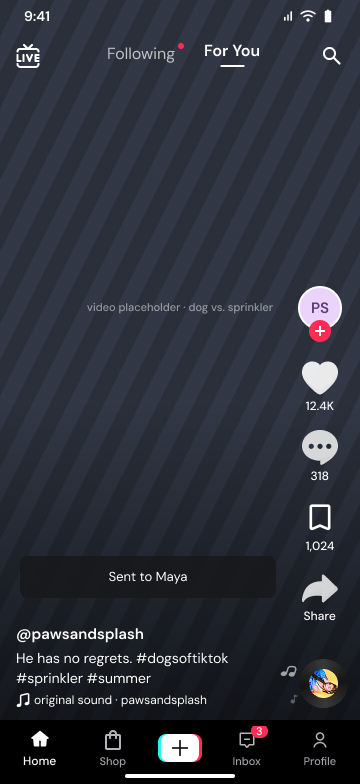 9:41
LIVE
Following
For You
video placeholder · dog vs. sprinkler
PS
12.4K
318
1,024
Sent to Maya
Share
@pawsandsplash
He has no regrets. #dogsoftiktok
#sprinkler #summer
original sound · pawsandsplash
3
Home
Shop
Inbox
Profile